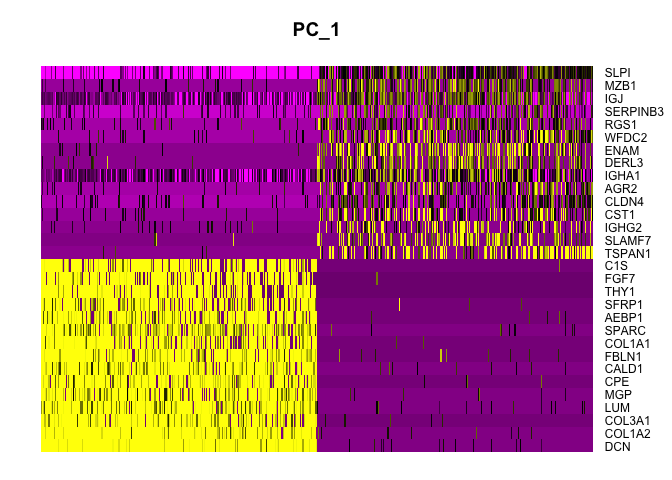 PC_1
SLPI
MZB1
IGJ
SERPINB3
RGS1
WFDC2
ENAM
DERL3
IGHA1
AGR2
CLDN4
CST1
IGHG2
SLAMF7
TSPAN1
C1S
FGF7
THY1
SFRP1
AEBP1
SPARC
COL1A1
FBLN1
CALD1
CPE
MGP
LUM
COL3A1
COL1A2
DCN